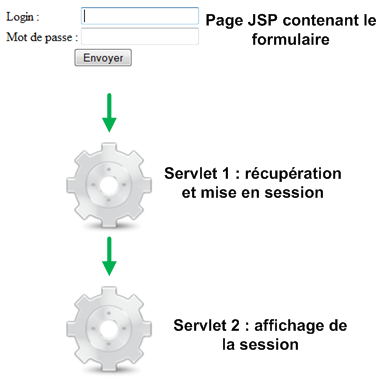 Login :
Mot de passe :
Envoyer
Page JSP contenant le
formulaire
Servlet 1 : récupération
et mise en session
Servlet 2 : affichage de
la session